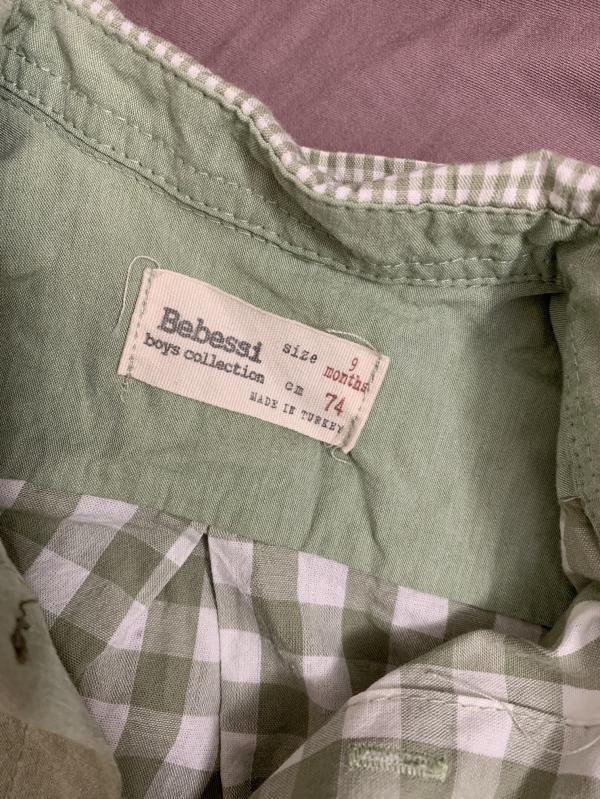 Bebessi
boys collection
size 9 months
cm 74
MADE IN TURKEY